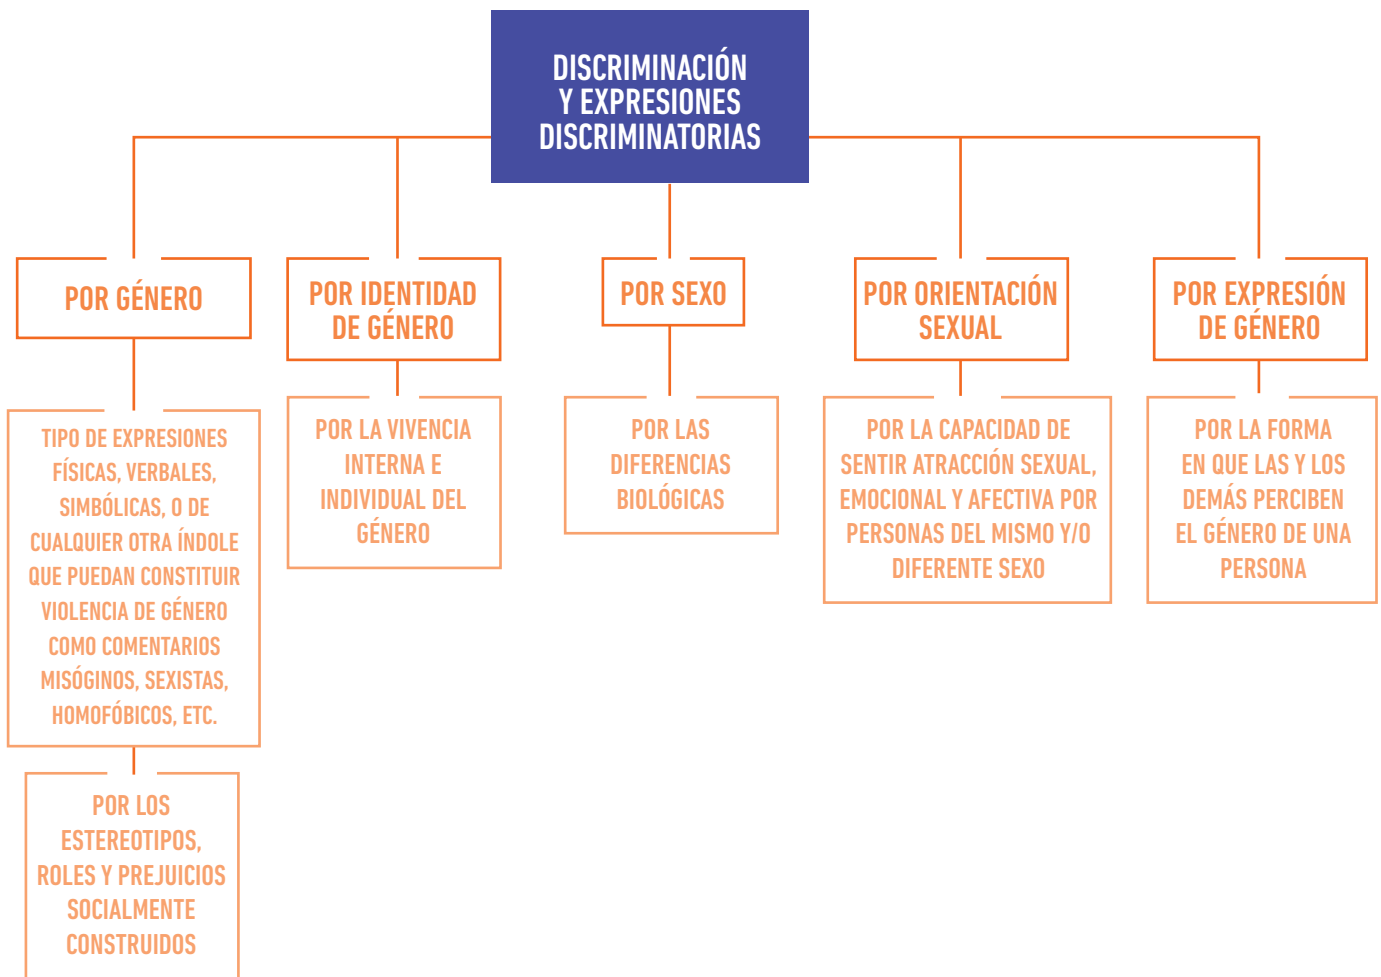 DISCRIMINACIÓN
Y EXPRESIONES
DISCRIMINATORIAS
POR GÉNERO
TIPO DE EXPRESIONES
FÍSICAS, VERBALES,
SIMBÓLICAS, O DE
CUALQUIER OTRA ÍNDOLE
QUE PUEDAN CONSTITUIR
VIOLENCIA DE GÉNERO
COMO COMENTARIOS
MISÓGINOS, SEXISTAS,
HOMOFÓBICOS, ETC.
POR LOS
ESTEREOTIPOS,
ROLES Y PREJUICIOS
SOCIALMENTE
CONSTRUIDOS
POR IDENTIDAD
DE GÉNERO
POR LA VIVENCIA
INTERNA E
INDIVIDUAL DEL
GÉNERO
POR SEXO
POR LAS
DIFERENCIAS
BIOLÓGICAS
POR ORIENTACIÓN
SEXUAL
POR LA CAPACIDAD DE
SENTIR ATRACCIÓN SEXUAL,
EMOCIONAL Y AFECTIVA POR
PERSONAS DEL MISMO Y/O
DIFERENTE SEXO
POR EXPRESIÓN
DE GÉNERO
POR LA FORMA
EN QUE LAS Y LOS
DEMÁS PERCIBEN
EL GÉNERO DE UNA
PERSONA